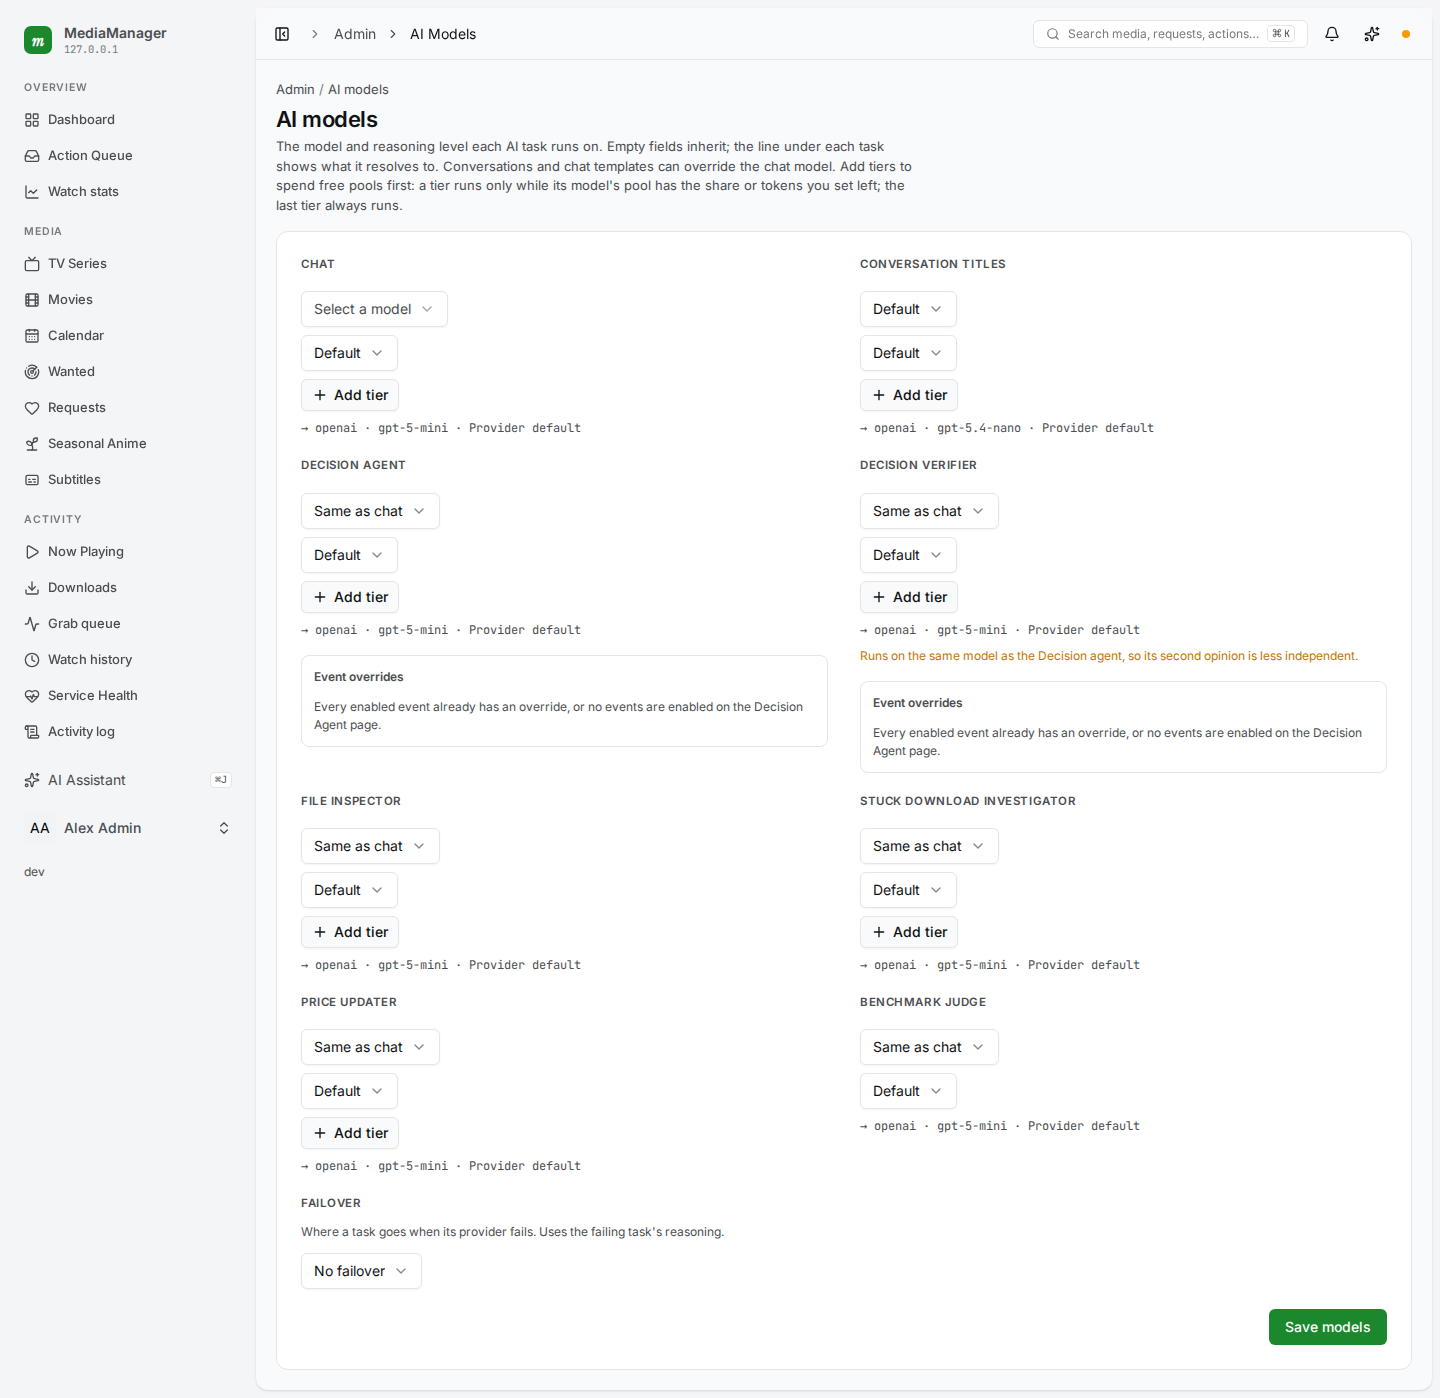 MediaManager
127.0.0.1
OVERVIEW
Dashboard
Action Queue
Watch stats
MEDIA
TV Series
Movies
Calendar
Wanted
Requests
Seasonal Anime
Subtitles
ACTIVITY
Now Playing
Downloads
Grab queue
Watch history
Service Health
Activity log
AI Assistant ⌘J
AA Alex Admin
dev
Admin > AI Models
Search media, requests, actions... ⌘ K
Admin / AI models
AI models
The model and reasoning level each AI task runs on. Empty fields inherit; the line under each task
shows what it resolves to. Conversations and chat templates can override the chat model. Add tiers to
spend free pools first: a tier runs only while its model's pool has the share or tokens you set left; the
last tier always runs.
CHAT
Select a model
Default
+ Add tier
→ openai · gpt-5-mini · Provider default
CONVERSATION TITLES
Default
Default
+ Add tier
→ openai · gpt-5.4-nano · Provider default
DECISION AGENT
Same as chat
Default
+ Add tier
→ openai · gpt-5-mini · Provider default
Event overrides
Every enabled event already has an override, or no events are enabled on the Decision
Agent page.
DECISION VERIFIER
Same as chat
Default
+ Add tier
→ openai · gpt-5-mini · Provider default
Runs on the same model as the Decision agent, so its second opinion is less independent.
Event overrides
Every enabled event already has an override, or no events are enabled on the Decision
Agent page.
FILE INSPECTOR
Same as chat
Default
+ Add tier
→ openai · gpt-5-mini · Provider default
STUCK DOWNLOAD INVESTIGATOR
Same as chat
Default
+ Add tier
→ openai · gpt-5-mini · Provider default
PRICE UPDATER
Same as chat
Default
+ Add tier
→ openai · gpt-5-mini · Provider default
BENCHMARK JUDGE
Same as chat
Default
→ openai · gpt-5-mini · Provider default
FAILOVER
Where a task goes when its provider fails. Uses the failing task's reasoning.
No failover
Save models